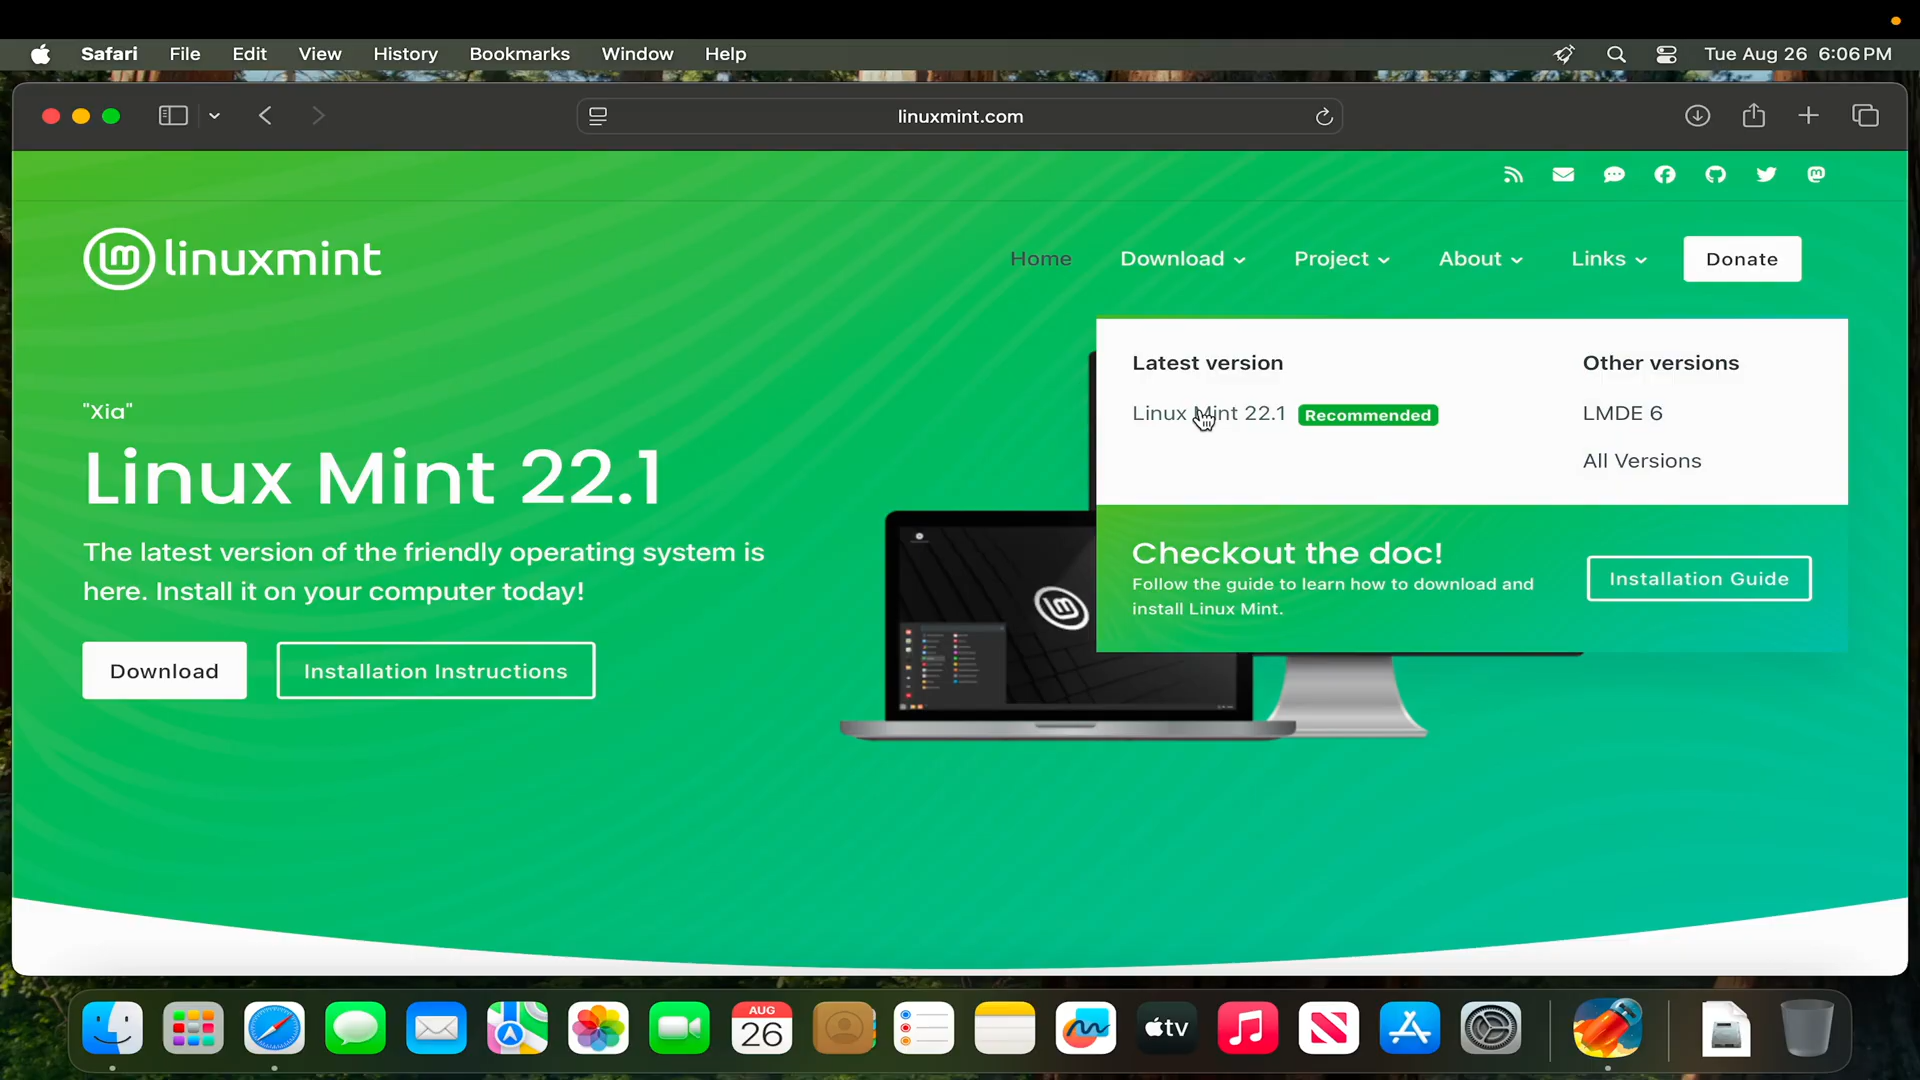 Safari File Edit View History Bookmarks Window Help Tue Aug 26 6:06 PM
linuxmint.com
linuxmint
Home Download Project About Links Donate
Latest version
Linux Mint 22.1 Recommended
Other versions
LMDE 6
All Versions
Checkout the doc!
Follow the guide to learn how to download and
install Linux Mint.
Installation Guide
"Xia"
Linux Mint 22.1
The latest version of the friendly operating system is
here. Install it on your computer today!
Download Installation Instructions
AUG
26
tv